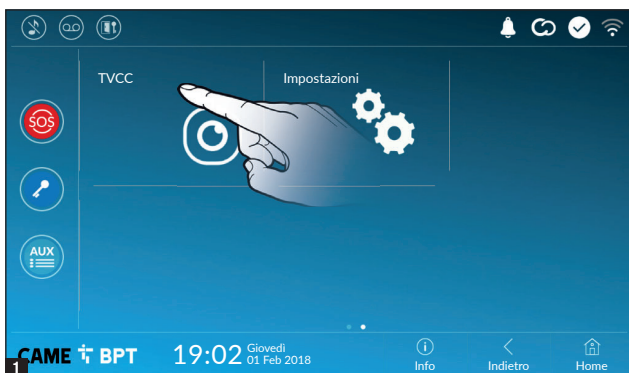 TVCC
Impostazioni
SOS
AUX
CAME BPT
19:02
Giovedì
01 Feb 2018
Info
Indietro
Home
1